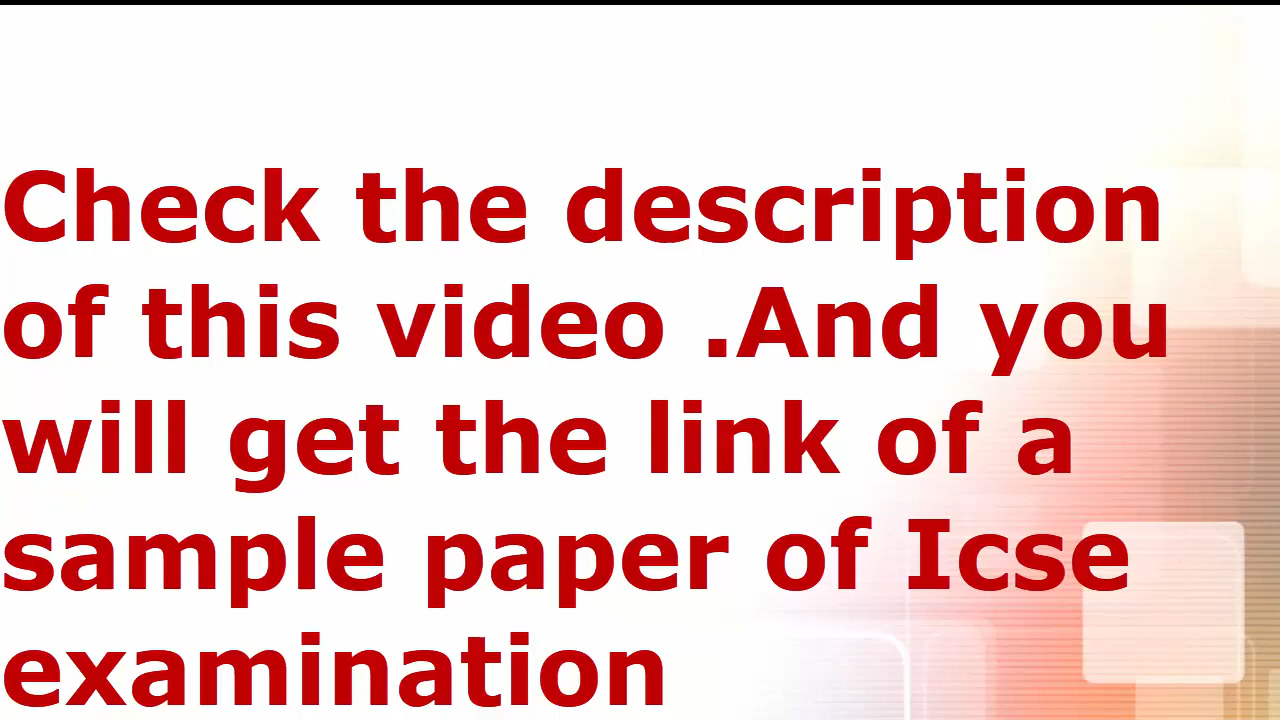 Check the description
of this video .And you
will get the link of a
sample paper of Icse
examination